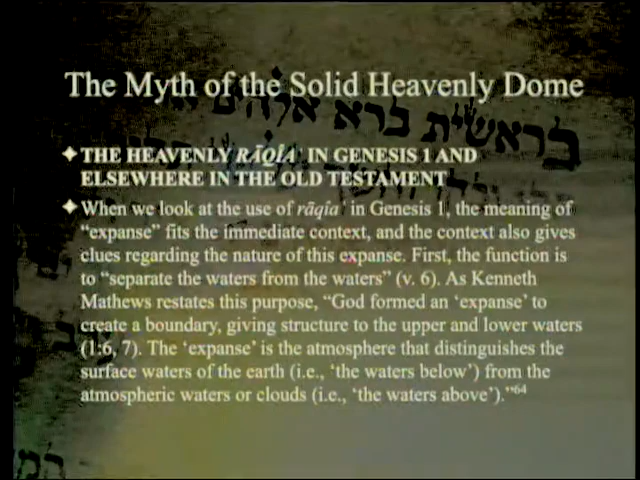 The Myth of the Solid Heavenly Dome
בראשית ברא אלהים
THE HEAVENLY RĀQÎAʿ IN GENESIS 1 AND
ELSEWHERE IN THE OLD TESTAMENT
When we look at the use of rāqîaʿ in Genesis 1, the meaning of
“expanse” fits the immediate context, and the context also gives
clues regarding the nature of this expanse. First, the function is
to “separate the waters from the waters” (v. 6). As Kenneth
Mathews restates this purpose, “God formed an ‘expanse’ to
create a boundary, giving structure to the upper and lower waters
(1:6, 7). The ‘expanse’ is the atmosphere that distinguishes the
surface waters of the earth (i.e., ‘the waters below’) from the
atmospheric waters or clouds (i.e., ‘the waters above’).”64